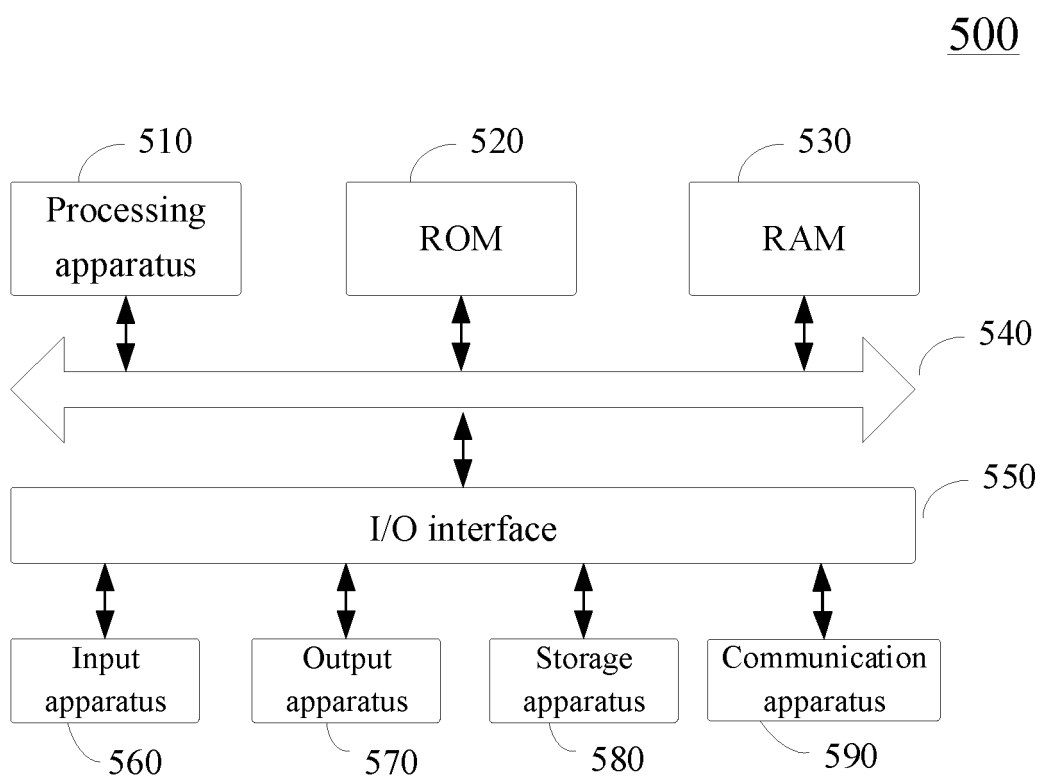 500
510
520
530
Processing
apparatus
ROM
RAM
540
550
I/O interface
Input
apparatus
Output
apparatus
Storage
apparatus
Communication
apparatus
560
570
580
590